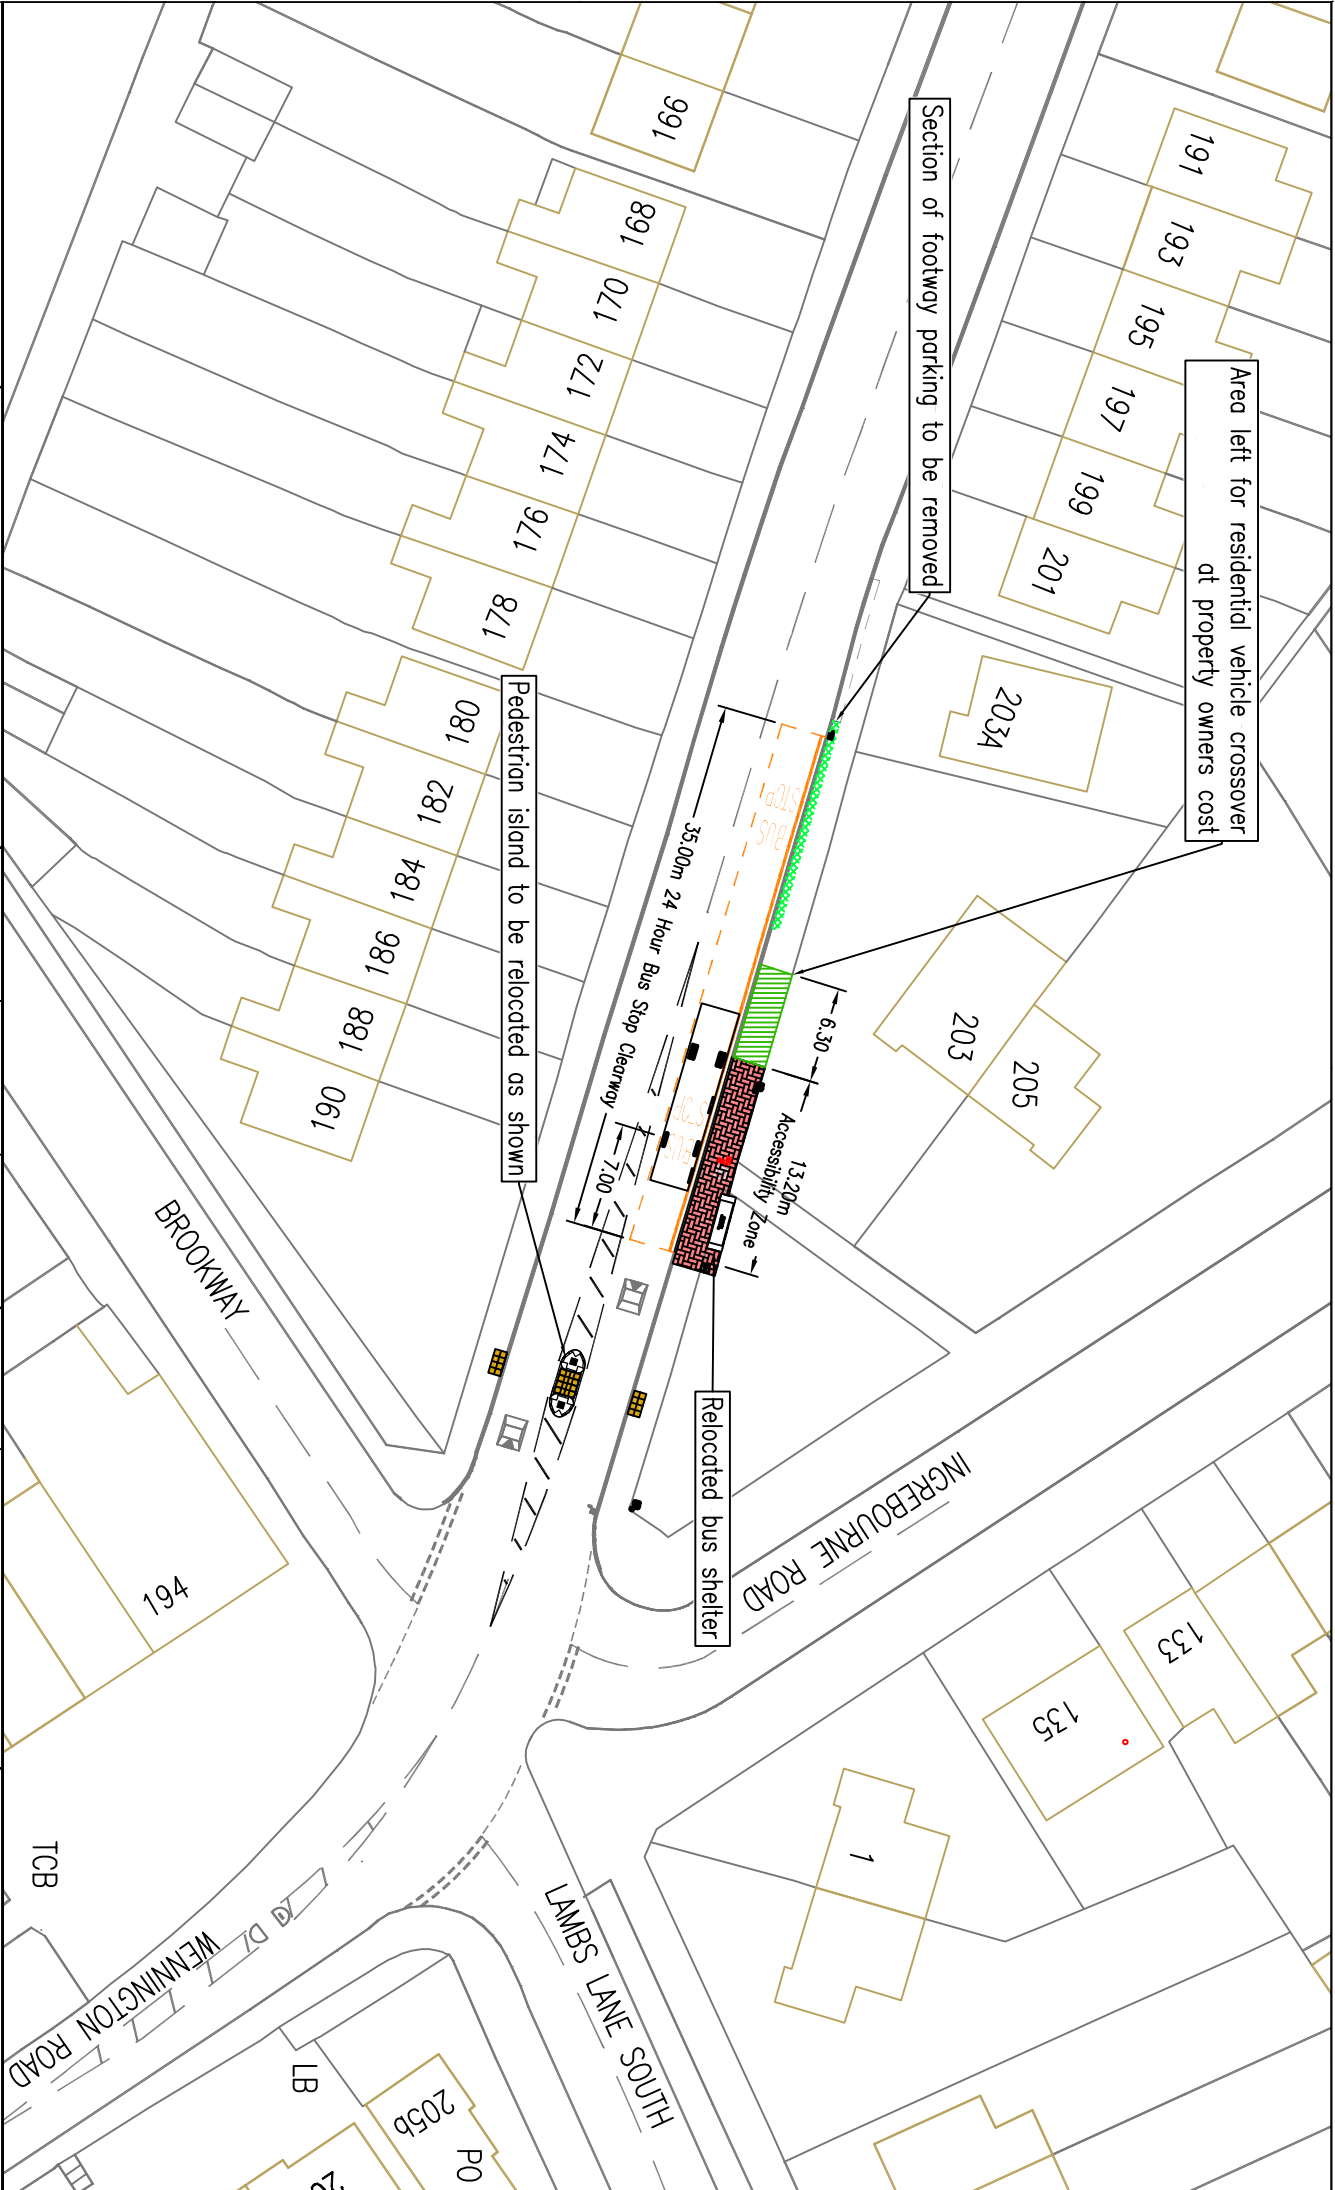 Area left for residential vehicle crossover
at property owners cost
Section of footway parking to be removed
Pedestrian island to be relocated as shown
Relocated bus shelter
35.00m 24 Hour Bus Stop Clearway
7.00
6.30
13.20m
Accessibility Zone
BUS
STOP
BUS
STOP
191
193
195
197
199
201
203A
203
205
166
168
170
172
174
176
178
180
182
184
186
188
190
194
133
135
1
205b
PO
LB
TCB
BROOKWAY
INGREBOURNE ROAD
LAMBS LANE SOUTH
WENNINGTON ROAD